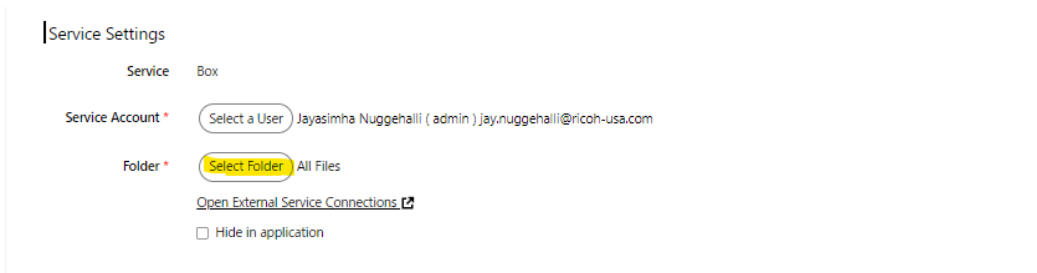 Service Settings
Service Box
Service Account * Select a User Jayasimha Nuggehalli ( admin ) jay.nuggehalli@ricoh-usa.com
Folder * Select Folder All Files
Open External Service Connections
Hide in application